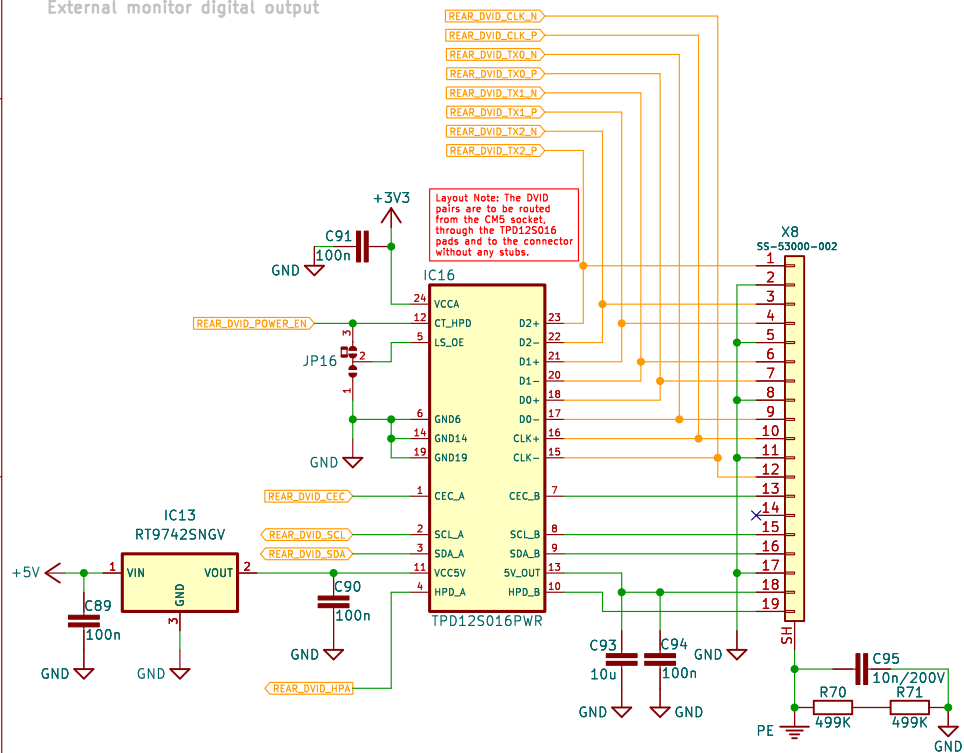 External monitor digital output
REAR_DVID_CLK_N
REAR_DVID_CLK_P
REAR_DVID_TX0_N
REAR_DVID_TX0_P
REAR_DVID_TX1_N
REAR_DVID_TX1_P
REAR_DVID_TX2_N
REAR_DVID_TX2_P
+3V3
Layout Note: The DVID
pairs are to be routed
from the CM5 socket,
through the TPD12S016
pads and to the connector
without any stubs.
C91
100n
GND
IC16
X8
SS-53000-002
24 VCCA
12 CT_HPD
5 LS_OE
6 GND6
14 GND14
19 GND19
1 CEC_A
2 SCL_A
3 SDA_A
11 VCC5V
4 HPD_A
D2+ 23
D2- 22
D1+ 21
D1- 20
D0+ 18
D0- 17
CLK+ 16
CLK- 15
CEC_B 7
SCL_B 8
SDA_B 9
5V_OUT 13
HPD_B 10
TPD12S016PWR
REAR_DVID_POWER_EN
JP16
3
2
1
GND
REAR_DVID_CEC
REAR_DVID_SCL
REAR_DVID_SDA
REAR_DVID_HPA
IC13
RT9742SNGV
+5V
1 VIN
VOUT 2
GND
3
C89
100n
GND
GND
C90
100n
GND
1
2
3
4
5
6
7
8
9
10
11
12
13
14
15
16
17
18
19
SH
C93
10u
GND
C94
100n
GND
GND
C95
10n/200V
R70
499K
R71
499K
PE
GND